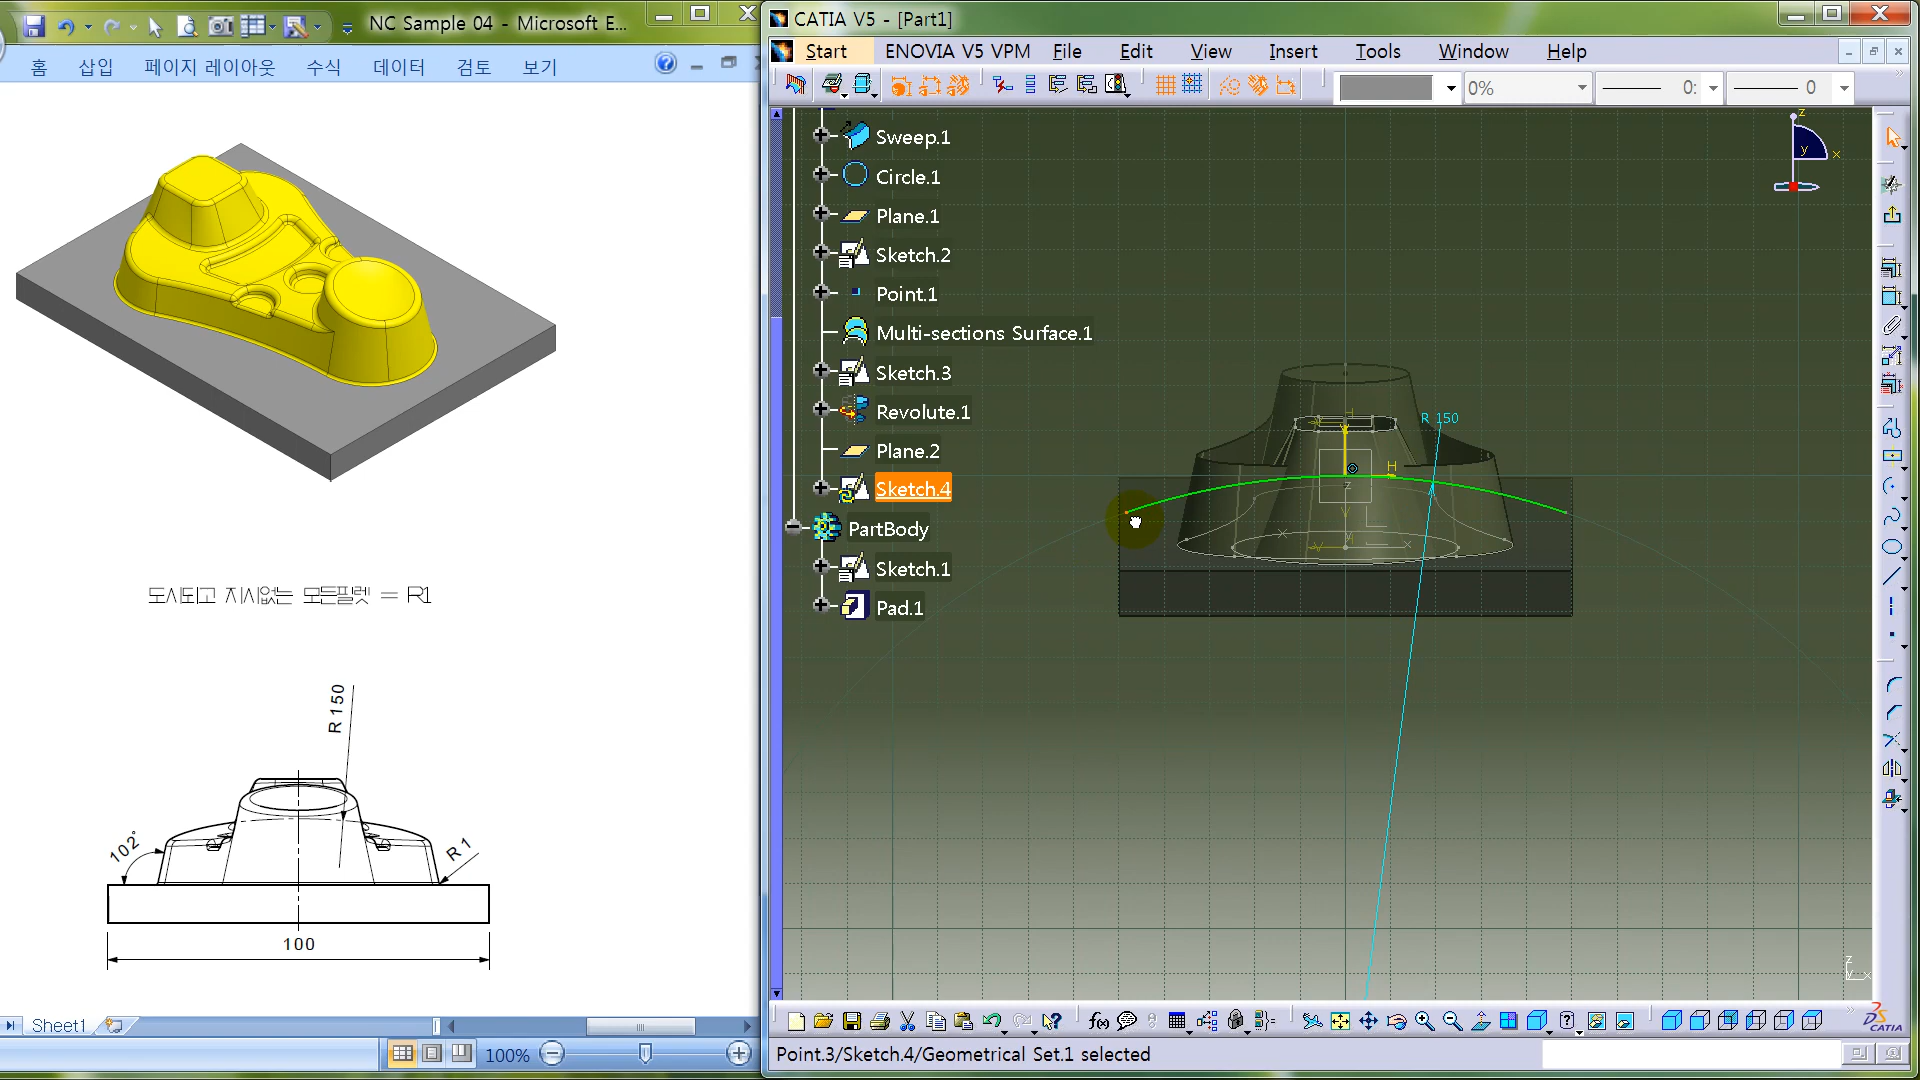 NC Sample 04 - Microsoft E...
홈 삽입 페이지 레이아웃 수식 데이터 검토 보기
도시되고 지시없는 모든필렛 = R1
R 150
102°
R 1
100
Sheet1
100%
CATIA V5 - [Part1]
Start ENOVIA V5 VPM File Edit View Insert Tools Window Help
0% 0: 0
Sweep.1
Circle.1
Plane.1
Sketch.2
Point.1
Multi-sections Surface.1
Sketch.3
Revolute.1
Plane.2
Sketch.4
PartBody
Sketch.1
Pad.1
z
y x
R 150
H
z
CATIA
Point.3/Sketch.4/Geometrical Set.1 selected